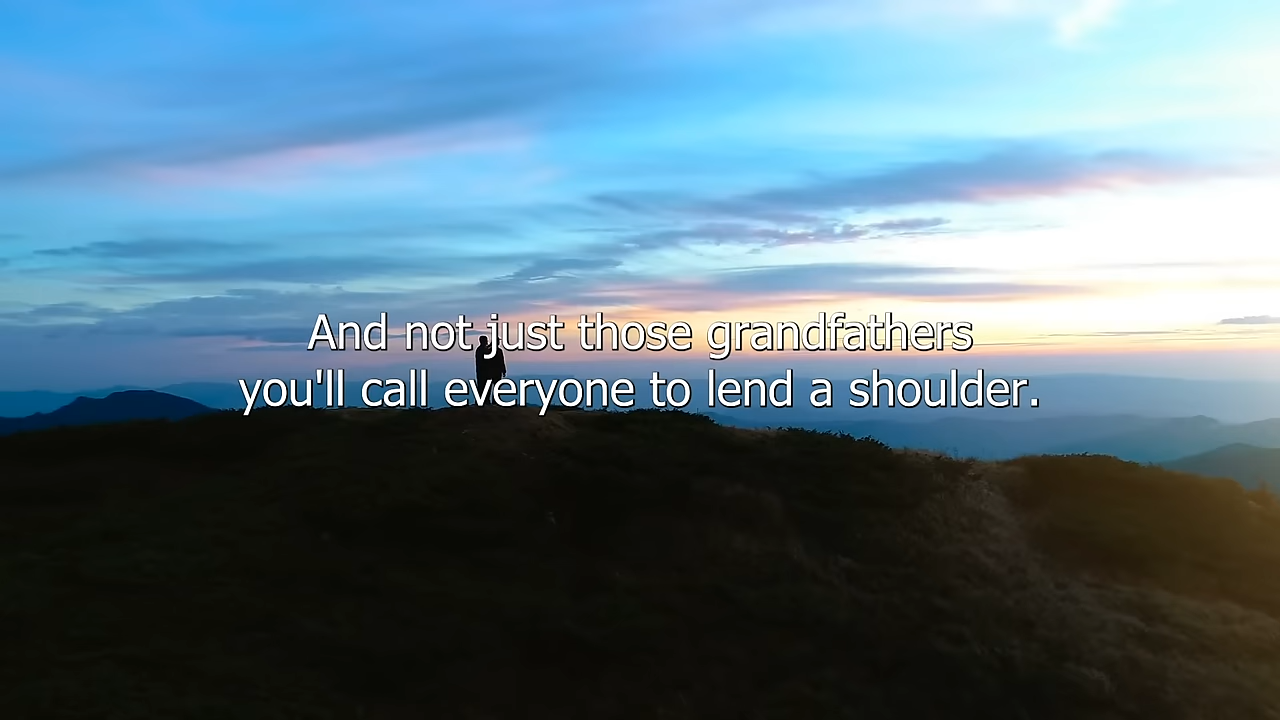 And not just those grandfathers
you'll call everyone to lend a shoulder.